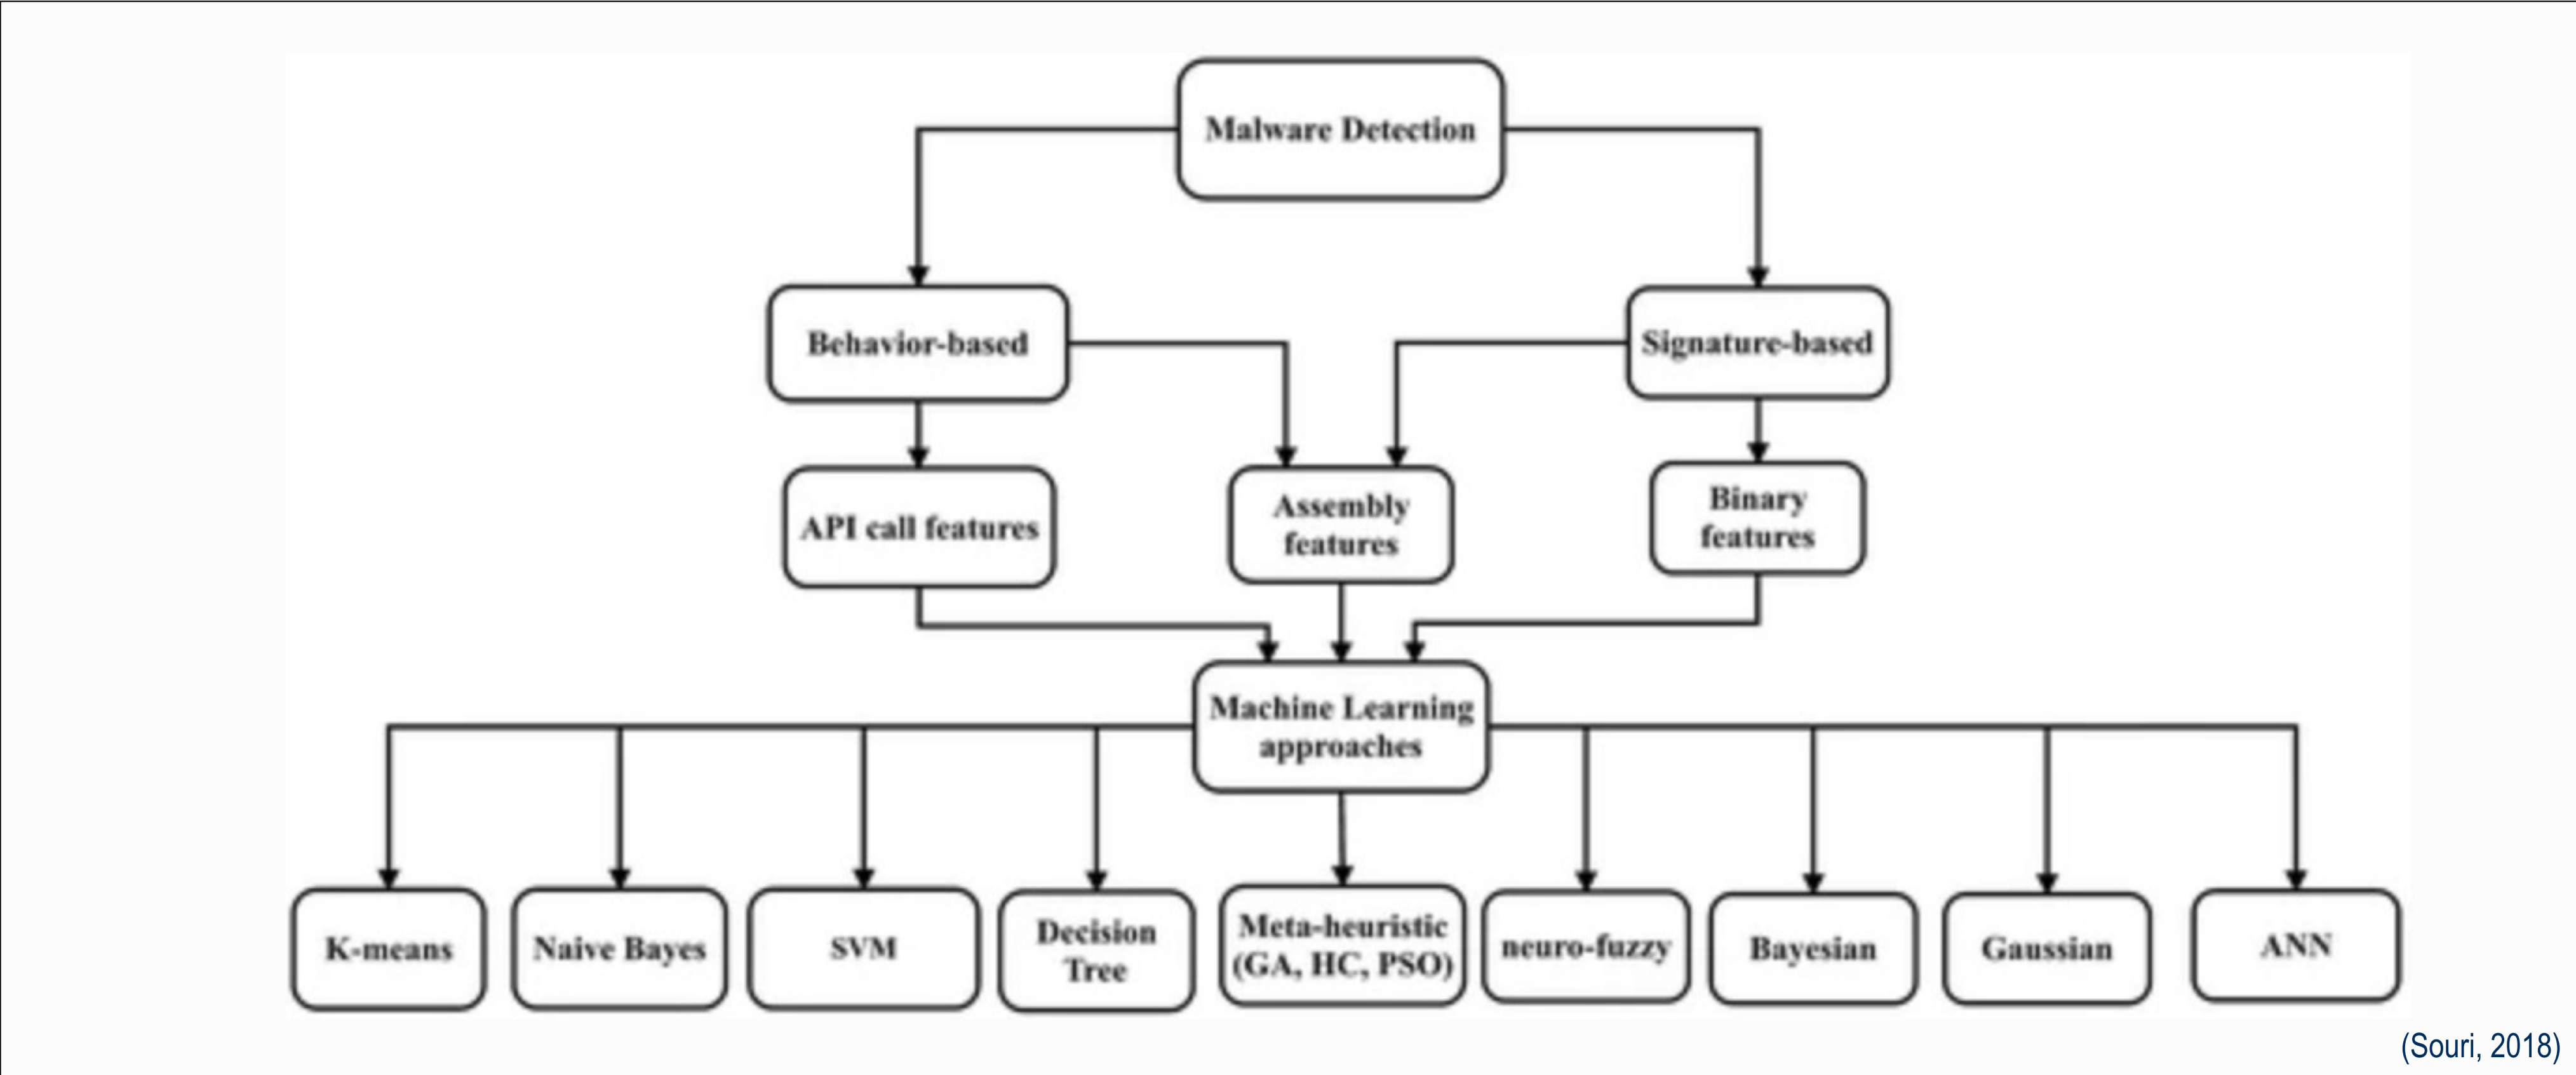 Malware Detection
Behavior-based
Signature-based
API call features
Assembly
features
Binary
features
Machine Learning
approaches
K-means
Naive Bayes
SVM
Decision
Tree
Meta-heuristic
(GA, HC, PSO)
neuro-fuzzy
Bayesian
Gaussian
ANN
(Souri, 2018)